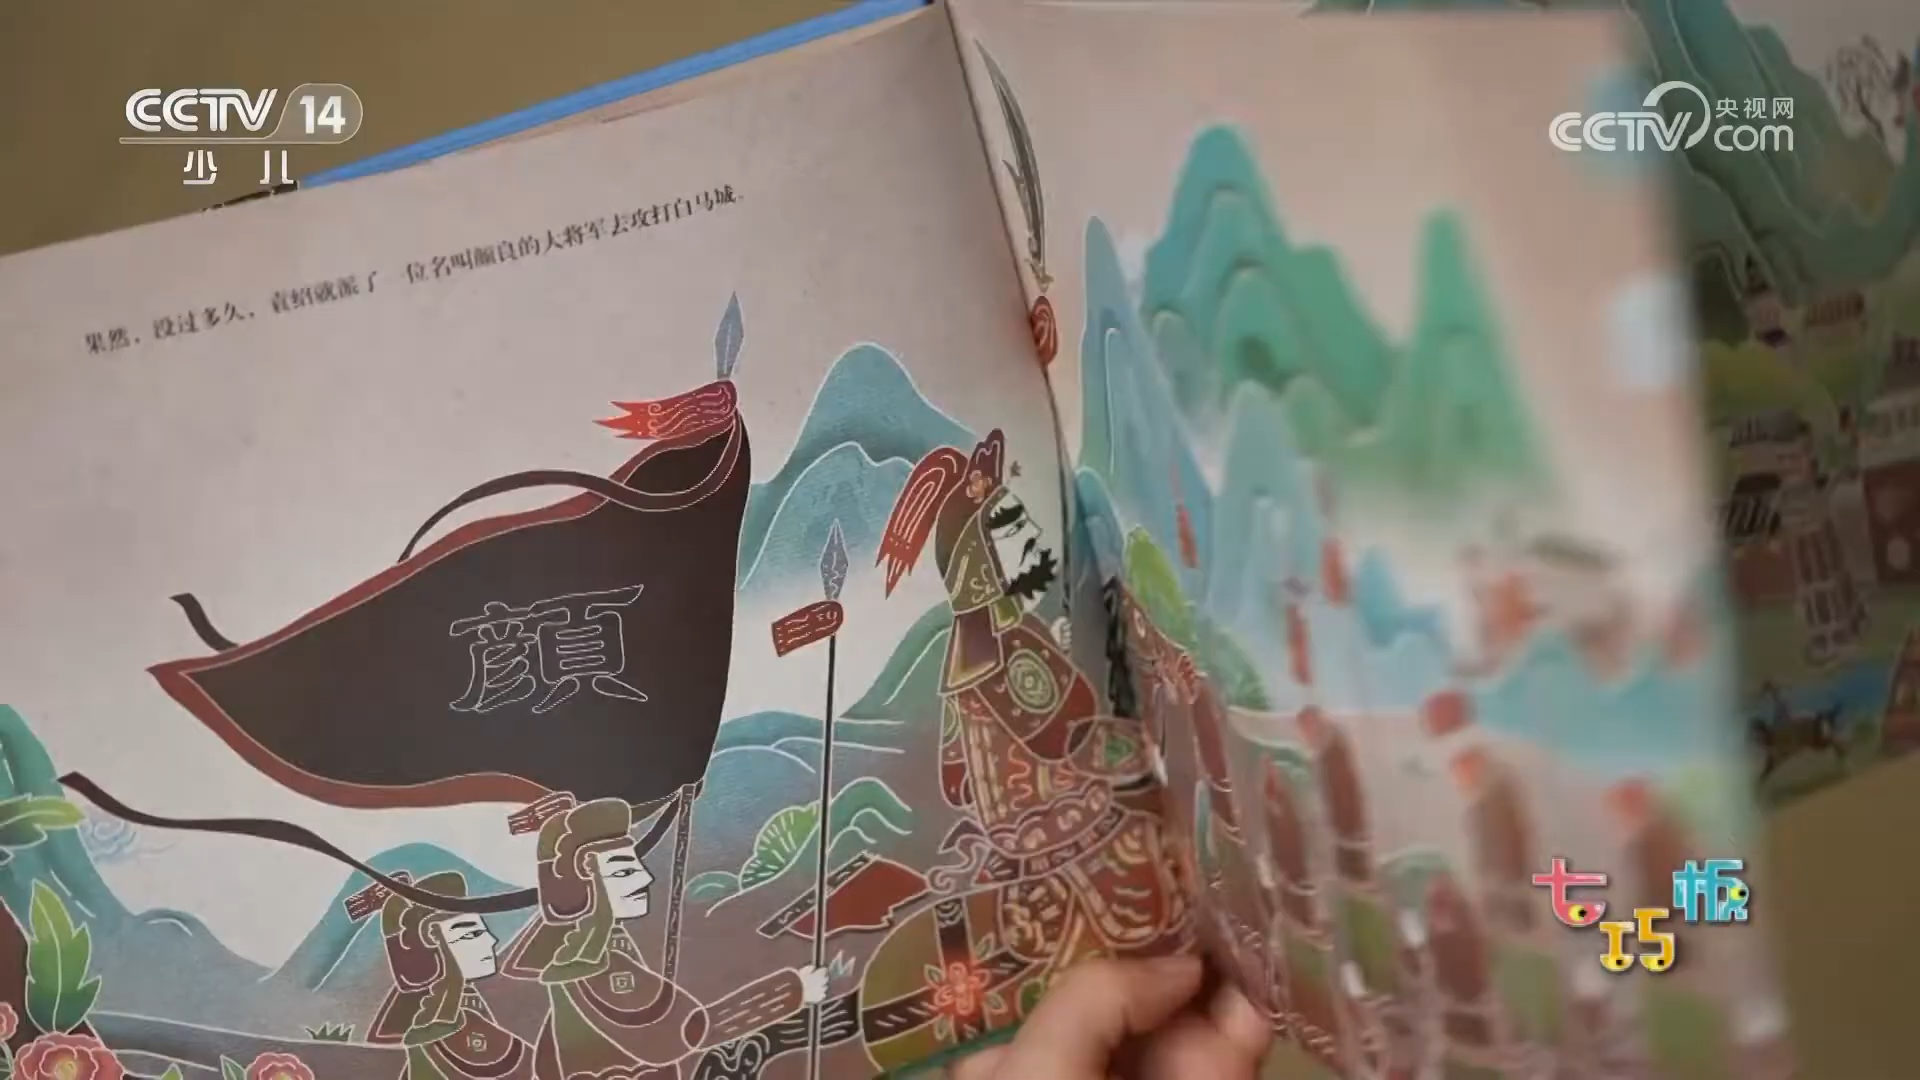 CCTV 14
少儿
央视网
CCTV com
果然，没过多久，袁绍就派了一位名叫颜良的大将军去攻打白马城。
顔
七巧板